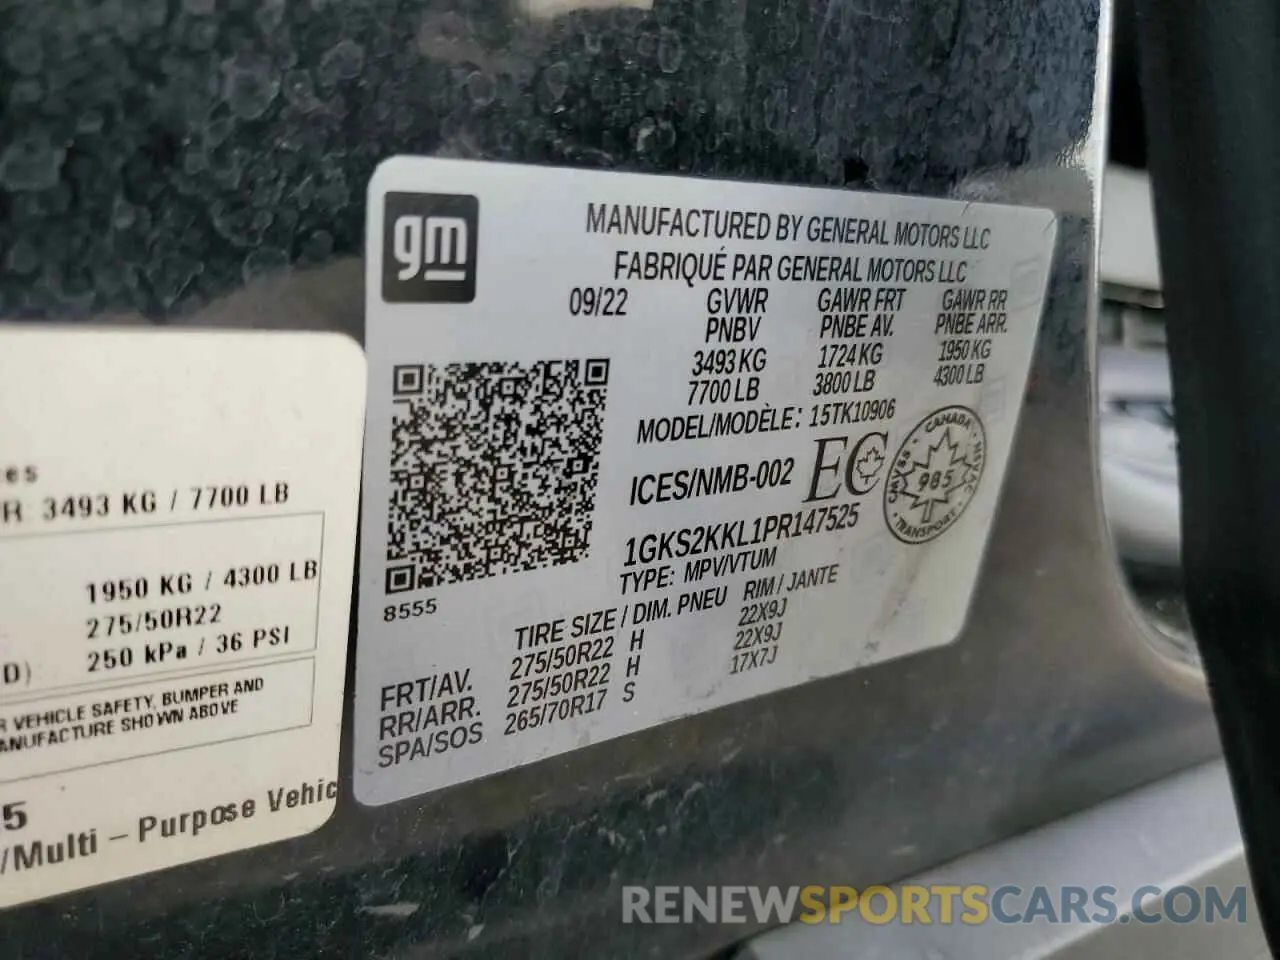 gm
MANUFACTURED BY GENERAL MOTORS LLC
FABRIQUÉ PAR GENERAL MOTORS LLC
09/22 GVWR GAWR FRT GAWR RR
PNBV PNBE AV. PNBE ARR.
3493 KG 1724 KG 1950 KG
7700 LB 3800 LB 4300 LB
MODEL/MODÈLE: 15TK10906
ICES/NMB-002 EC
CANADA
CMVSS 985 NSVAC
TRANSPORT
1GKS2KKL1PR147525
TYPE: MPV/VTUM
8555
TIRE SIZE / DIM. PNEU RIM / JANTE
FRT/AV. 275/50R22 H 22X9J
RR/ARR. 275/50R22 H 22X9J
SPA/SOS 265/70R17 S 17X7J
es
R 3493 KG / 7700 LB
1950 KG / 4300 LB
275/50R22
D) 250 kPa / 36 PSI
R VEHICLE SAFETY, BUMPER AND
ANUFACTURE SHOWN ABOVE
5
/Multi - Purpose Vehic
RENEWSPORTSCARS.COM